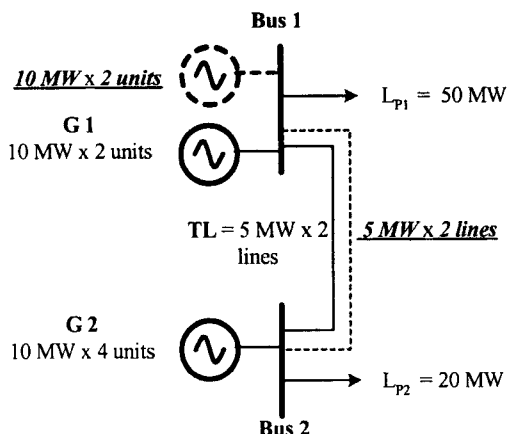 Bus 1
10 MW x 2 units
L_P1 = 50 MW
G 1
10 MW x 2 units
TL = 5 MW x 2
lines
5 MW x 2 lines
G 2
10 MW x 4 units
L_P2 = 20 MW
Bus 2